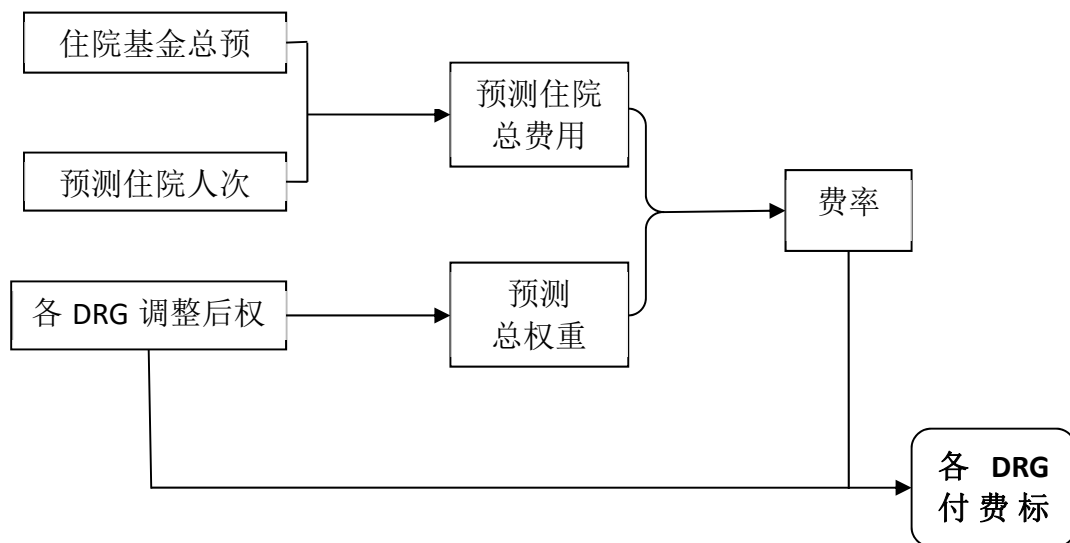 住院基金总预
预测住院
总费用
预测住院人次
费率
各 DRG 调整后权
预测
总权重
各 DRG
付费标